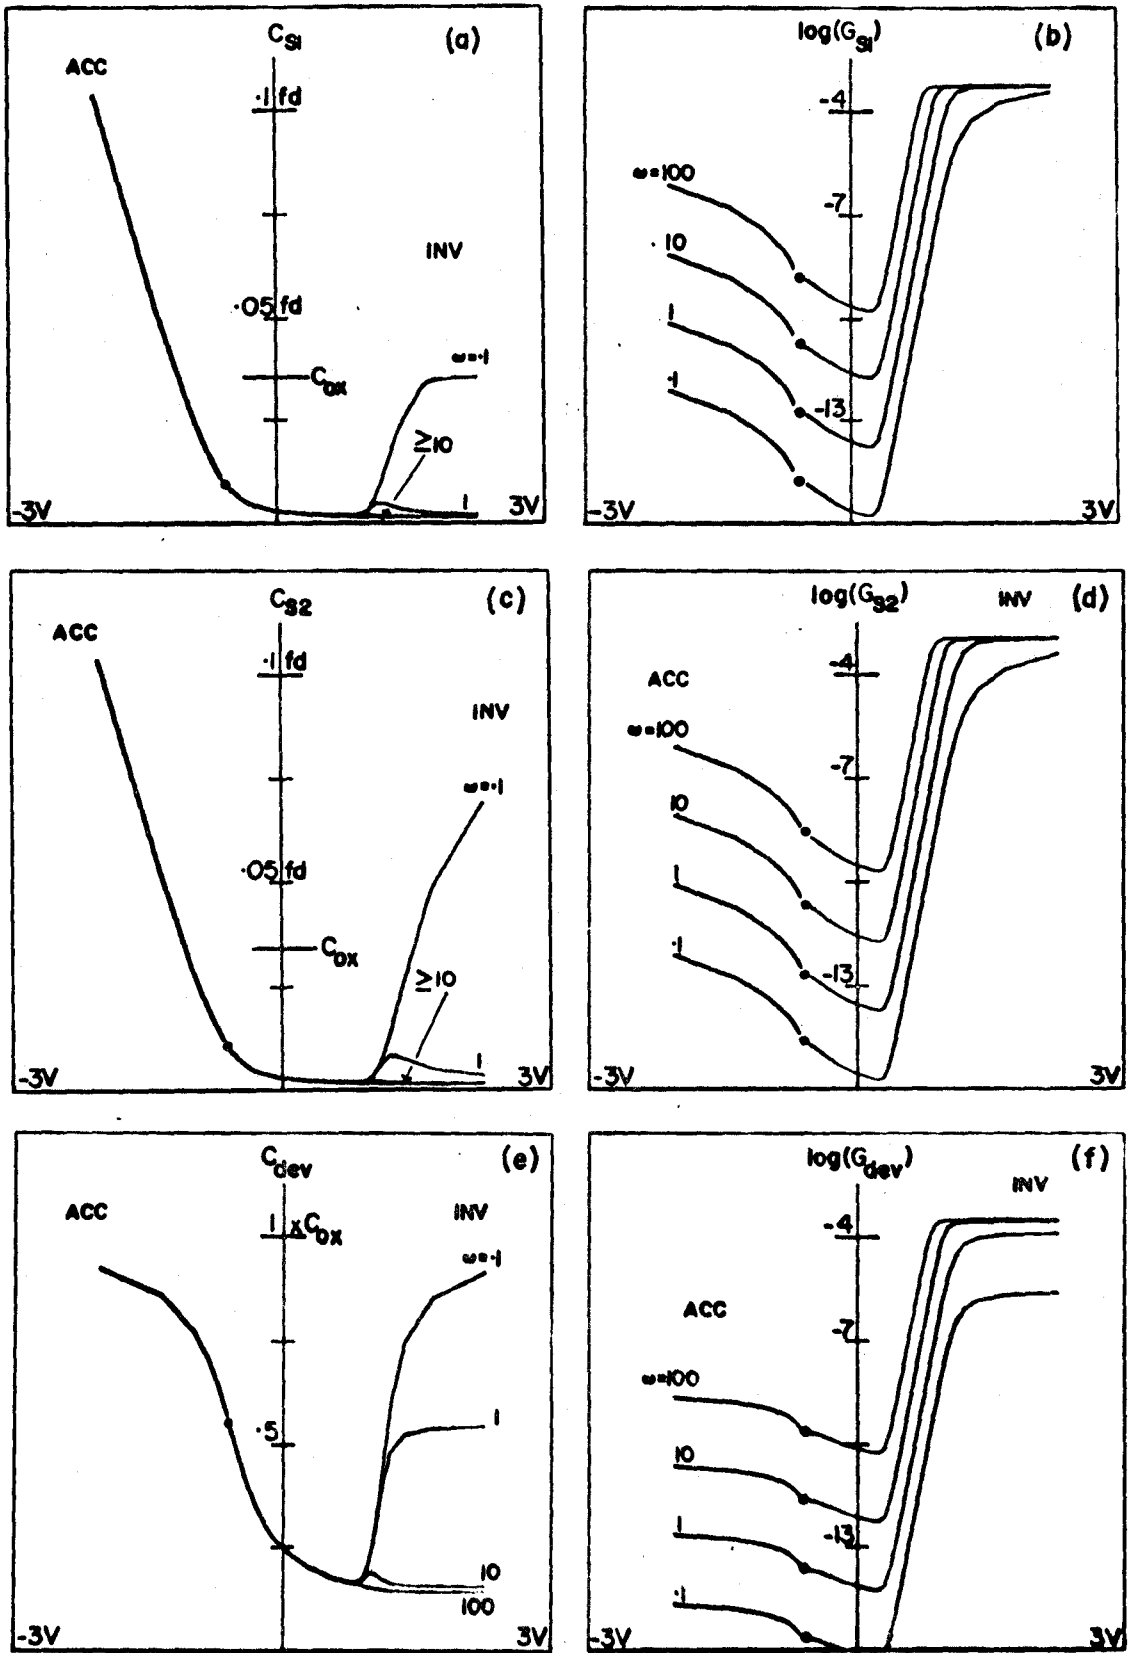 C_S1
(a)
ACC
.1 fd
INV
.05 fd
ω=.1
C_ox
≥10
1
-3V
3V
log(G_S1)
(b)
-4
ω=100
-7
10
1
.1
-13
-3V
3V
C_S2
(c)
ACC
.1 fd
INV
ω=.1
.05 fd
C_ox
≥10
1
-3V
3V
log(G_S2)
INV
(d)
-4
ACC
ω=100
-7
10
1
.1
-13
-3V
3V
C_dev
(e)
ACC
INV
1 xC_ox
ω=.1
1
.5
10
100
-3V
3V
log(G_dev)
(f)
INV
-4
ACC
-7
ω=100
10
1
-13
.1
-3V
3V